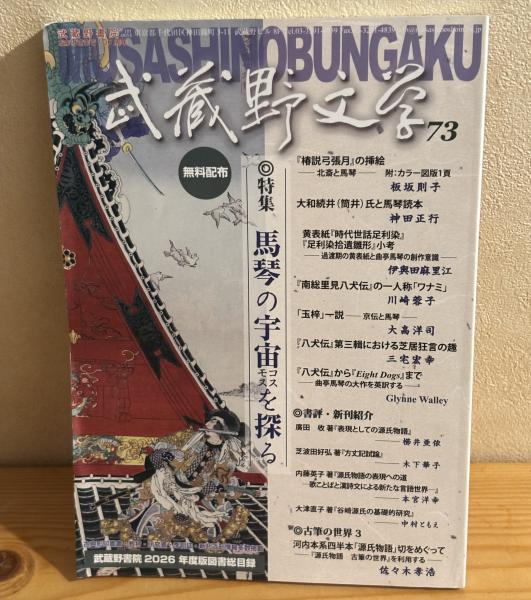 武蔵野書院
MUSASHINOBUNGAKU
武蔵野文学 73
無料配布
◎特集 馬琴の宇宙を探る
コスモス
『椿説弓張月』の挿絵
―― 北斎と馬琴 ―― 附:カラー図版1頁
板坂則子
大和続井（筒井）氏と馬琴読本
神田正行
黄表紙『時代世話足利染』
『足利染拾遺雛形』小考
―― 過渡期の黄表紙と曲亭馬琴の創作意識 ――
伊與田麻里江
『南総里見八犬伝』の一人称「ワナミ」
川崎蓉子
「玉梓」一説 ―― 京伝と馬琴 ――
大高洋司
『八犬伝』第三輯における芝居狂言の趣
三宅宏幸
『八犬伝』から『Eight Dogs』まで
―― 曲亭馬琴の大作を英訳する ――
Glynne Walley
◎書評・新刊紹介
廣田 收著『表現としての源氏物語』
櫛井亜依
芝波田好弘著『方丈記試論』
木下華子
内藤英子著『源氏物語の表現への道
―歌ことばと漢詩文による新たな言語世界―』
本宮洋幸
大津直子著『谷崎源氏の基礎的研究』
中村ともえ
◎古筆の世界 3
河内本系四半本「源氏物語」切をめぐって
―『源氏物語 古筆の世界』を利用する―
佐々木孝浩
武蔵野書院 2026 年度版図書総目録